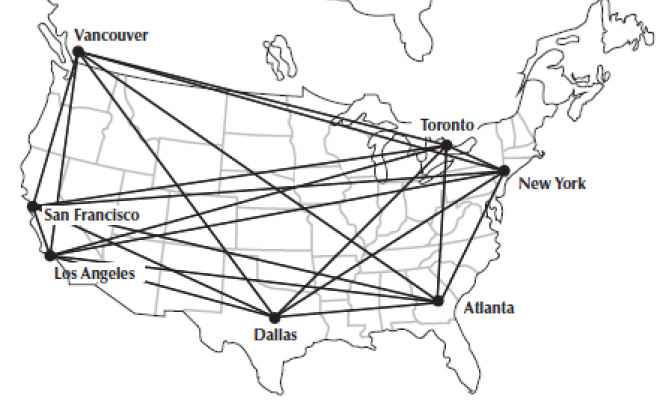 Vancouver
Toronto
New York
San Francisco
Los Angeles
Atlanta
Dallas